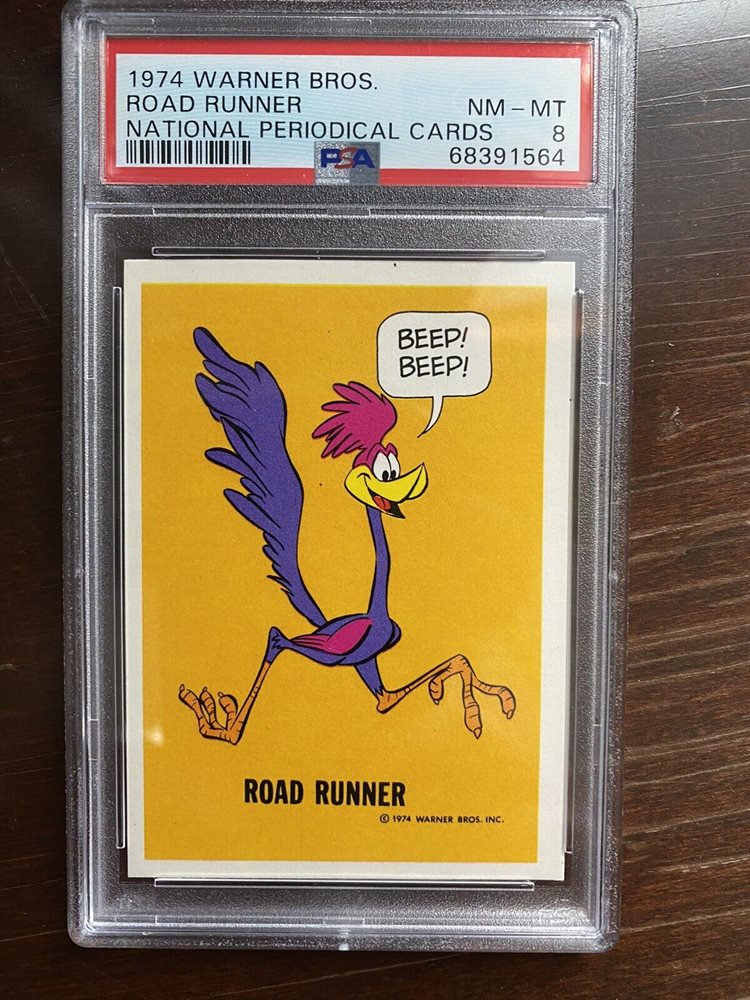 1974 WARNER BROS.
ROAD RUNNER NM – MT
NATIONAL PERIODICAL CARDS 8
PSA 68391564
BEEP!
BEEP!
ROAD RUNNER
© 1974 WARNER BROS. INC.